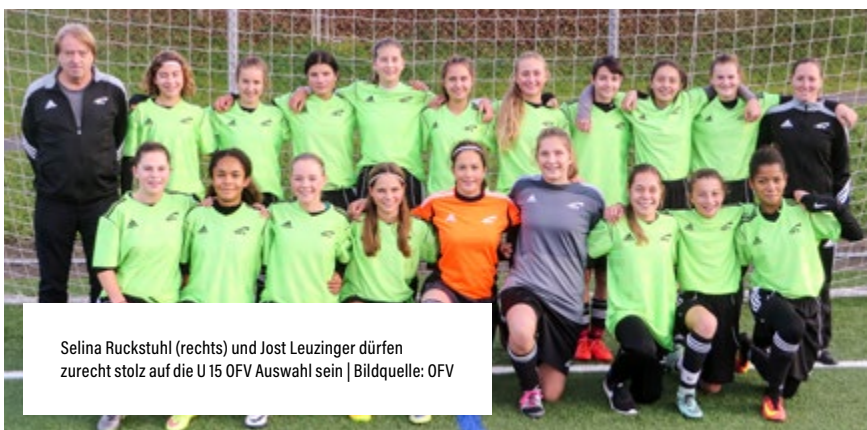 Selina Ruckstuhl (rechts) und Jost Leuzinger dürfen
zurecht stolz auf die U 15 OFV Auswahl sein | Bildquelle: OFV